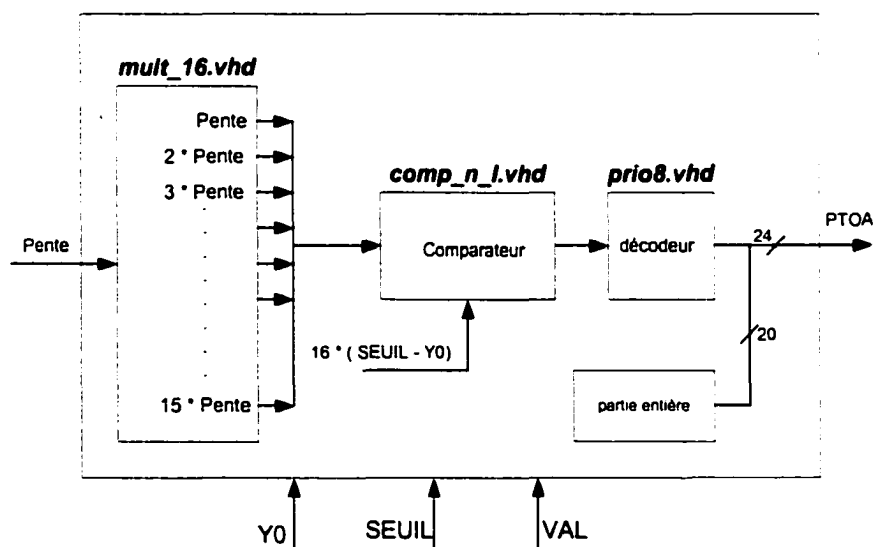 mult_16.vhd
Pente
2 * Pente
3 * Pente
15 * Pente
Pente
comp_n_l.vhd
Comparateur
16 * ( SEUIL - Y0)
prio8.vhd
décodeur
24
PTOA
20
partie entière
Y0
SEUIL
VAL